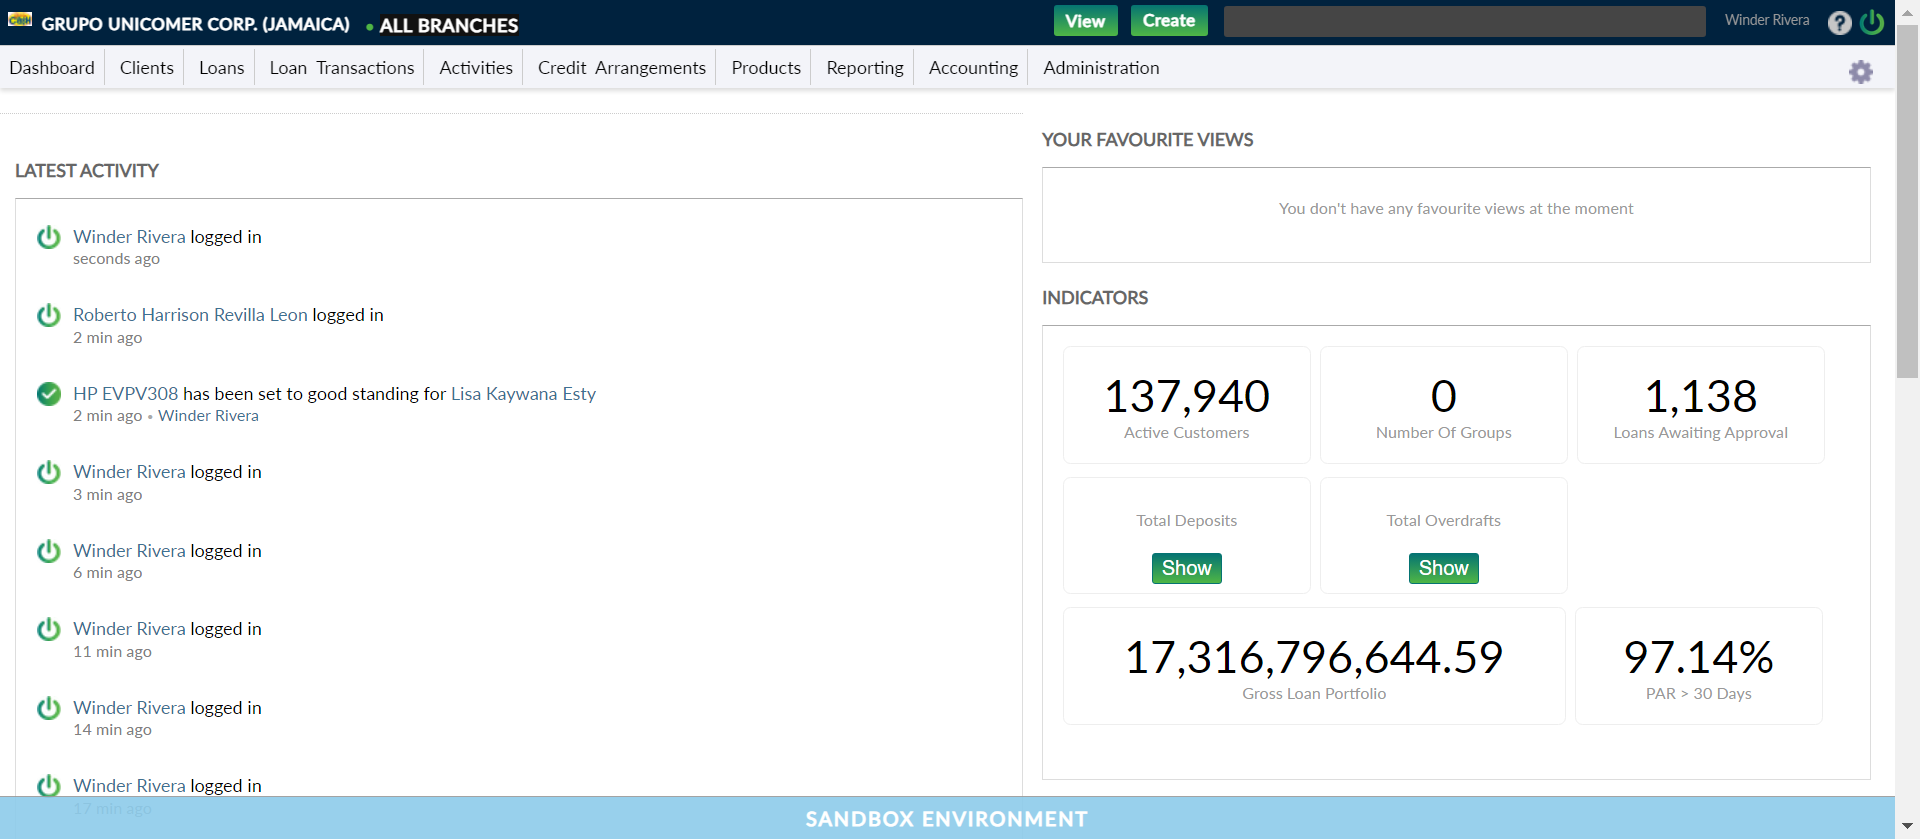 GRUPO UNICOMER CORP. (JAMAICA) • ALL BRANCHES
View
Create
Winder Rivera
?
Dashboard
Clients
Loans
Loan Transactions
Activities
Credit Arrangements
Products
Reporting
Accounting
Administration
LATEST ACTIVITY
Winder Rivera logged in
seconds ago
Roberto Harrison Revilla Leon logged in
2 min ago
HP EVPV308 has been set to good standing for Lisa Kaywana Esty
2 min ago • Winder Rivera
Winder Rivera logged in
3 min ago
Winder Rivera logged in
6 min ago
Winder Rivera logged in
11 min ago
Winder Rivera logged in
14 min ago
Winder Rivera logged in
17 min ago
YOUR FAVOURITE VIEWS
You don't have any favourite views at the moment
INDICATORS
137,940
Active Customers
0
Number Of Groups
1,138
Loans Awaiting Approval
Total Deposits
Show
Total Overdrafts
Show
17,316,796,644.59
Gross Loan Portfolio
97.14%
PAR > 30 Days
SANDBOX ENVIRONMENT